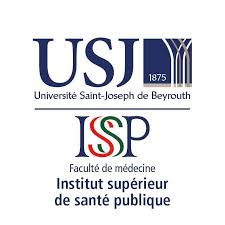 USJ
1875
Université Saint-Joseph de Beyrouth
ISSP
Faculté de médecine
Institut supérieur
de santé publique